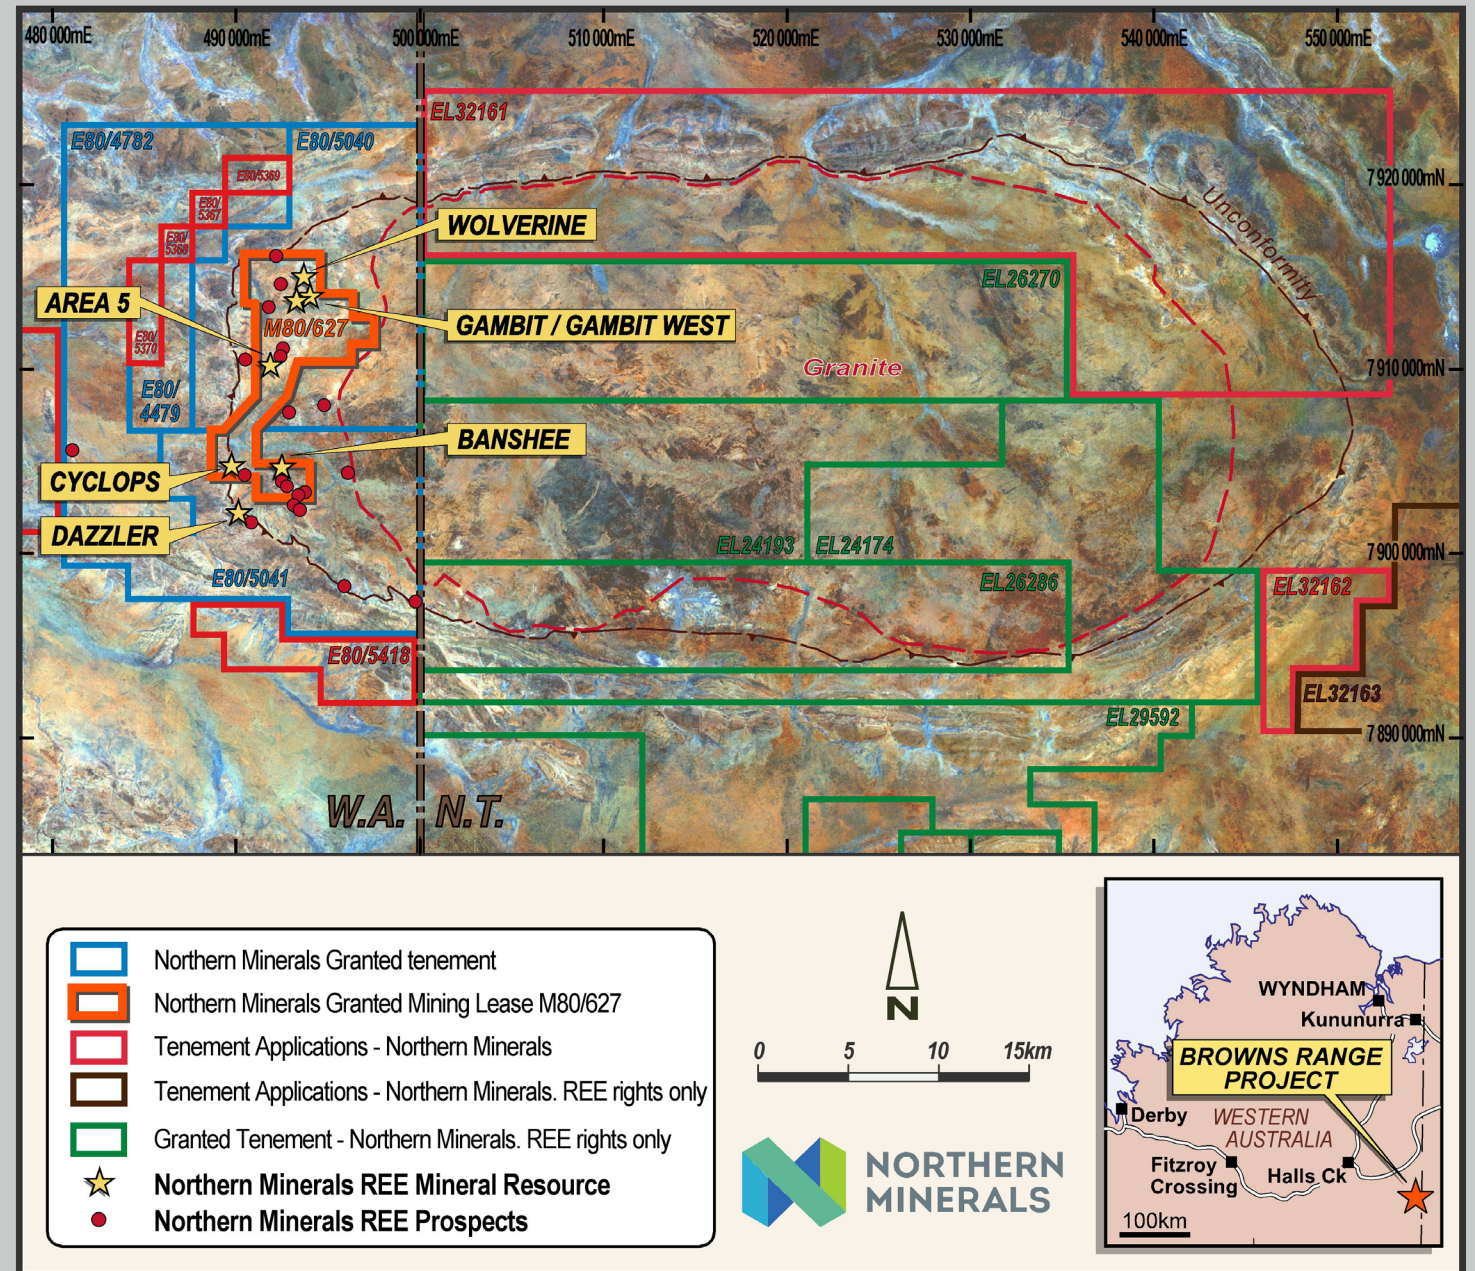 480 000mE
490 000mE
500 000mE
510 000mE
520 000mE
530 000mE
540 000mE
550 000mE
EL32161
E80/4782
E80/5040
E80/5369
7 920 000mN
E80/
5367
Unconformity
WOLVERINE
E80/
5368
EL26270
AREA 5
M80/627
GAMBIT / GAMBIT WEST
E80/
5370
Granite
7 910 000mN
E80/
4479
BANSHEE
CYCLOPS
DAZZLER
EL24193
EL24174
7 900 000mN
E80/5041
EL26286
EL32162
E80/5418
EL32163
EL29592
7 890 000mN
W.A.
N.T.
Northern Minerals Granted tenement
Northern Minerals Granted Mining Lease M80/627
Tenement Applications - Northern Minerals
Tenement Applications - Northern Minerals. REE rights only
Granted Tenement - Northern Minerals. REE rights only
Northern Minerals REE Mineral Resource
Northern Minerals REE Prospects
N
0 5 10 15km
NORTHERN
MINERALS
WYNDHAM
Kununurra
BROWNS RANGE
PROJECT
Derby
WESTERN
AUSTRALIA
Fitzroy
Crossing
Halls Ck
100km